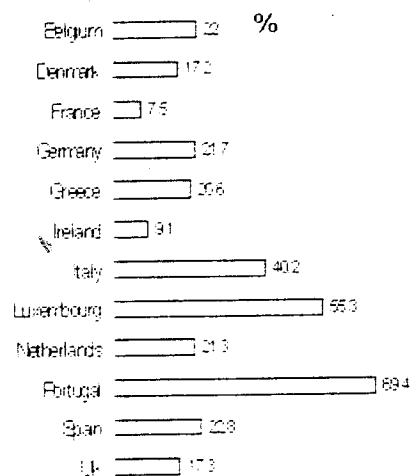 %
Belgium 22
Denmark 17.2
France 7.5
Germany 21.7
Greece 20.6
Ireland 9.1
Italy 40.2
Luxembourg 55.3
Netherlands 21.3
Portugal 69.4
Spain 22.8
UK 17.3